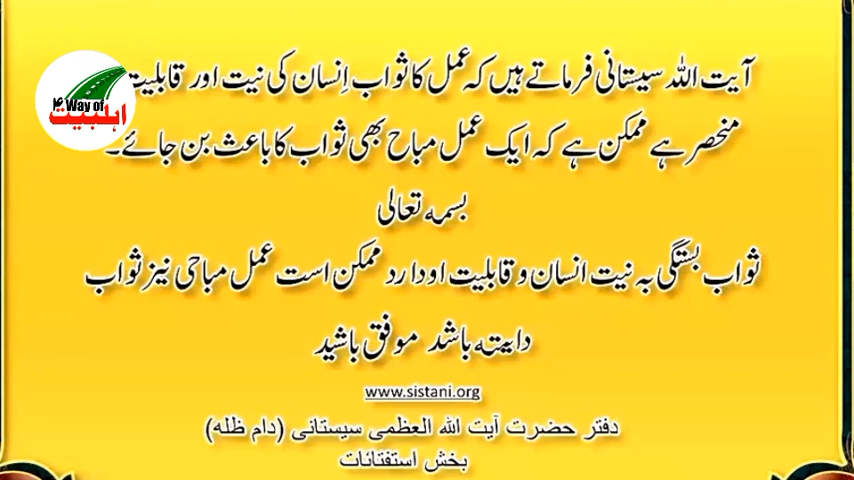 آیت اللہ سیستانی فرماتے ہیں کہ عمل کا ثواب اِنسان کی نیت اور قابلیت
منحصر ہے ممکن ہے کہ ایک عمل مباح بھی ثواب کا باعث بن جائے۔
بسمہ تعالی
ثواب بستگی بہ نیت انسان و قابلیت او دارد ممکن است عمل مباحی نیز ثواب
داشتہ باشد موفق باشید
www.sistani.org
دفتر حضرت آیت الله العظمی سیستانی (دام ظله)
بخش استفتائات
Way of
اہلبیت